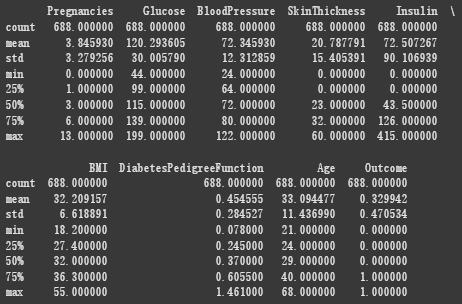 Pregnancies Glucose BloodPressure SkinThickness Insulin \
count 688.000000 688.000000 688.000000 688.000000 688.000000
mean 3.845930 120.293605 72.345930 20.787791 72.507267
std 3.279256 30.005790 12.312859 15.405391 90.106939
min 0.000000 44.000000 24.000000 0.000000 0.000000
25% 1.000000 99.000000 64.000000 0.000000 0.000000
50% 3.000000 115.000000 72.000000 23.000000 43.500000
75% 6.000000 139.000000 80.000000 32.000000 126.000000
max 13.000000 199.000000 122.000000 60.000000 415.000000
BMI DiabetesPedigreeFunction Age Outcome
count 688.000000 688.000000 688.000000 688.000000
mean 32.209157 0.454555 33.094477 0.329942
std 6.618891 0.284527 11.436990 0.470534
min 18.200000 0.078000 21.000000 0.000000
25% 27.400000 0.245000 24.000000 0.000000
50% 32.000000 0.370000 29.000000 0.000000
75% 36.300000 0.605500 40.000000 1.000000
max 55.000000 1.461000 68.000000 1.000000